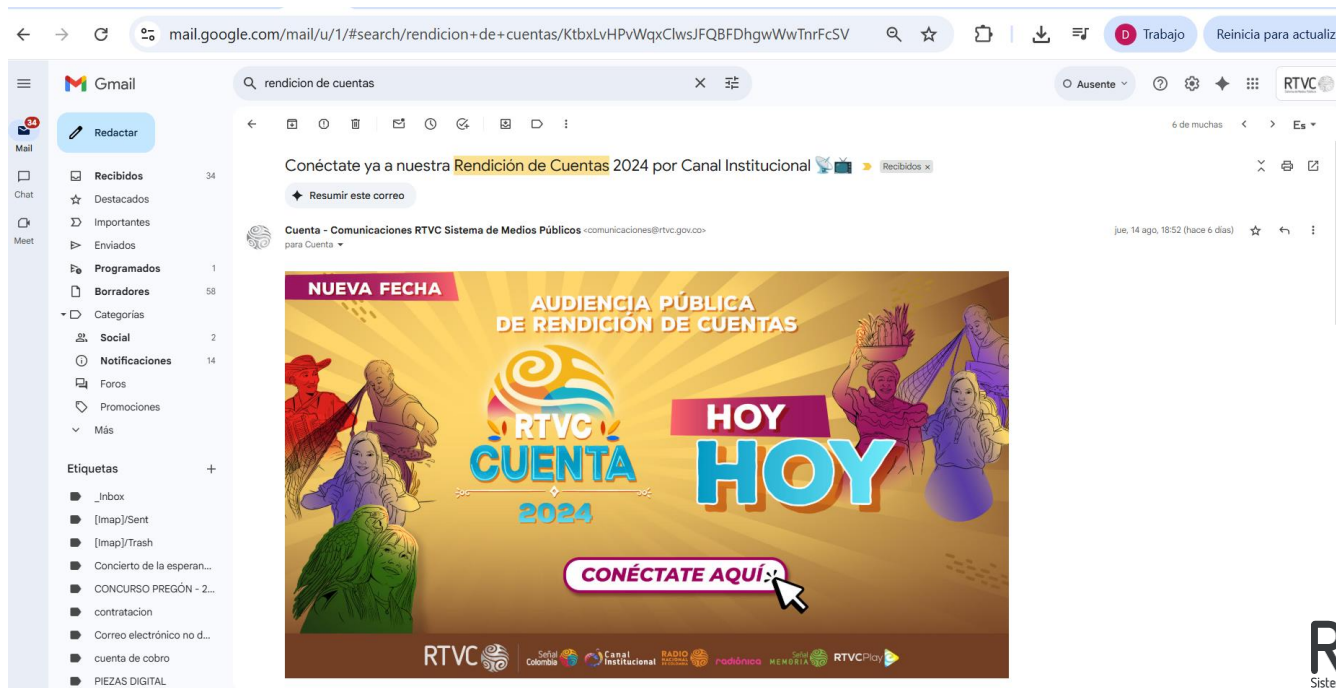 mail.google.com/mail/u/1/#search/rendicion+de+cuentas/KtbxLvHPvWqxClwsJFQBFDhgwWwTnrFcSV
D
Trabajo
Reinicia para actualiz
Gmail
rendicion de cuentas
Ausente
RTVC
34
Mail
Chat
Meet
Redactar
6 de muchas
Es
Recibidos 34
Destacados
Importantes
Enviados
Programados 1
Borradores 58
Categorías
Social 2
Notificaciones 14
Foros
Promociones
Más
Etiquetas +
_Inbox
[Imap]/Sent
[Imap]/Trash
Concierto de la esperan...
CONCURSO PREGÓN - 2...
contratacion
Correo electrónico no d...
cuenta de cobro
PIEZAS DIGITAL
Conéctate ya a nuestra Rendición de Cuentas 2024 por Canal Institucional
Recibidos ×
Resumir este correo
Cuenta - Comunicaciones RTVC Sistema de Medios Públicos <comunicaciones@rtvc.gov.co>
para Cuenta
jue, 14 ago, 18:52 (hace 6 días)
NUEVA FECHA
AUDIENCIA PÚBLICA
DE RENDICIÓN DE CUENTAS
RTVC
CUENTA
2024
HOY
HOY
CONÉCTATE AQUÍ
RTVC
Señal
Colombia
Canal
Institucional
RADIO
radiónica
Señal
MEMORIA
RTVCPlay
R
Siste